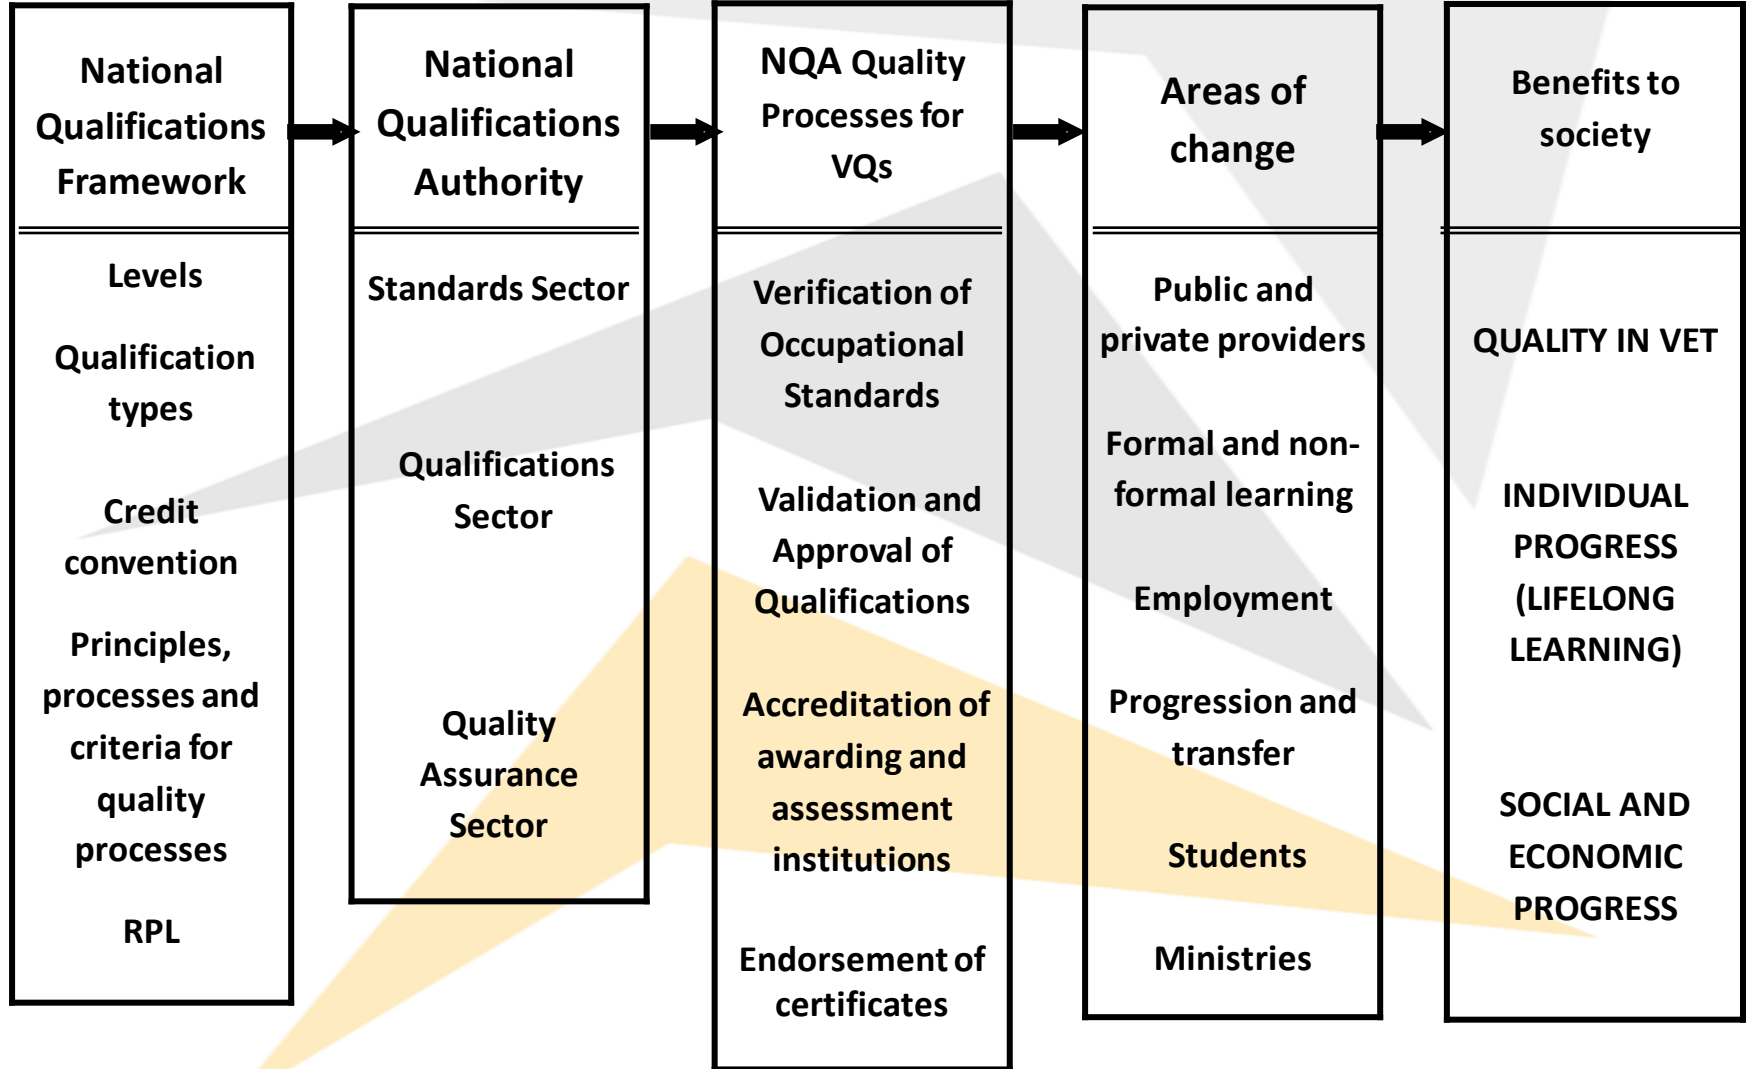 National
Qualifications
Framework
Levels
Qualification
types
Credit
convention
Principles,
processes and
criteria for
quality
processes
RPL
National
Qualifications
Authority
Standards Sector
Qualifications
Sector
Quality
Assurance
Sector
NQA Quality
Processes for
VQs
Verification of
Occupational
Standards
Validation and
Approval of
Qualifications
Accreditation of
awarding and
assessment
institutions
Endorsement of
certificates
Areas of
change
Public and
private providers
Formal and non-
formal learning
Employment
Progression and
transfer
Students
Ministries
Benefits to
society
QUALITY IN VET
INDIVIDUAL
PROGRESS
(LIFELONG
LEARNING)
SOCIAL AND
ECONOMIC
PROGRESS